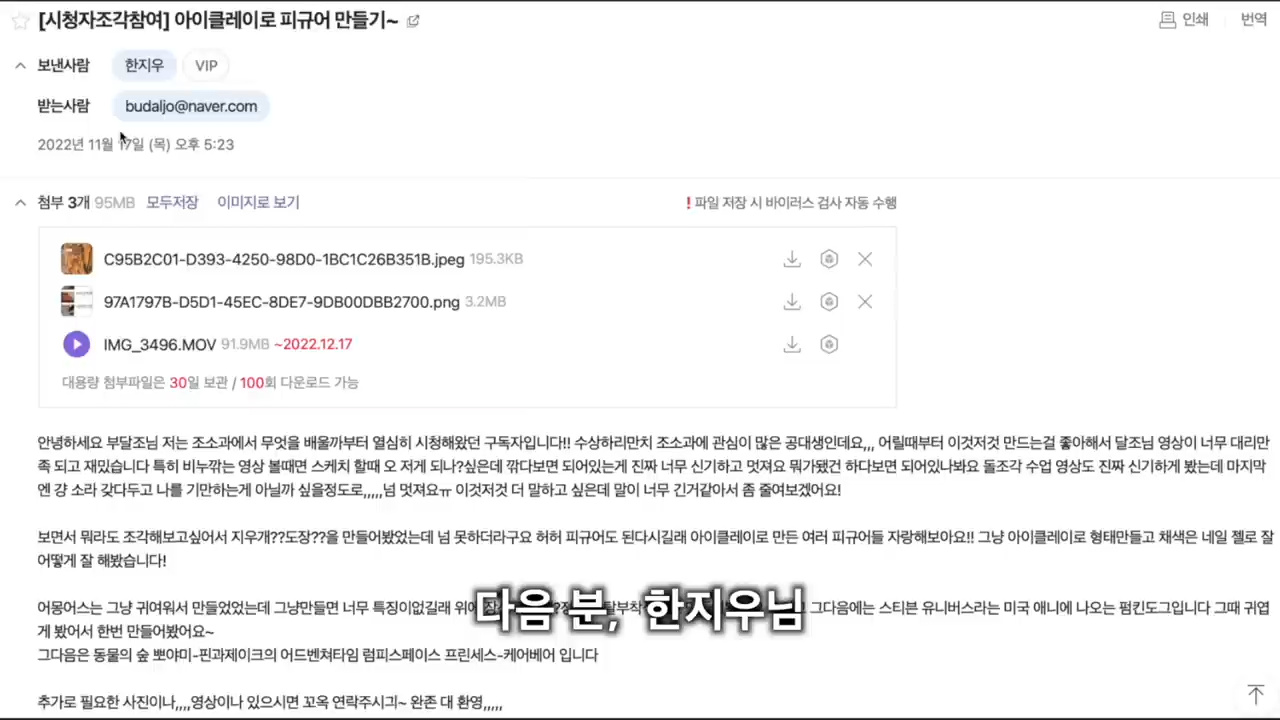 [시청자조각참여] 아이클레이로 피규어 만들기~
인쇄
번역
보낸사람 한지우 VIP
받는사람 budaljo@naver.com
2022년 11월 17일 (목) 오후 5:23
첨부 3개 95MB 모두저장 이미지로 보기
! 파일 저장 시 바이러스 검사 자동 수행
C95B2C01-D393-4250-98D0-1BC1C26B351B.jpeg 195.3KB
97A1797B-D5D1-45EC-8DE7-9DB00DBB2700.png 3.2MB
IMG_3496.MOV 91.9MB ~2022.12.17
대용량 첨부파일은 30일 보관 / 100회 다운로드 가능
안녕하세요 부달조님 저는 조소과에서 무엇을 배울까부터 열심히 시청해왔던 구독자입니다!! 수상하리만치 조소과에 관심이 많은 공대생인데요,,, 어릴때부터 이것저것 만드는걸 좋아해서 달조님 영상이 너무 대리만
족 되고 재밌습니다 특히 비누깎는 영상 볼때면 스케치 할때 오 저게 되나?싶은데 깎다보면 되어있는게 진짜 너무 신기하고 멋져요 뭐가됐건 하다보면 되어있나봐요 돌조각 수업 영상도 진짜 신기하게 봤는데 마지막
엔 걍 소라 갖다두고 나를 기만하는게 아닐까 싶을정도로,,,,,넘 멋져요ㅠ 이것저것 더 말하고 싶은데 말이 너무 긴거같아서 좀 줄여보겠어요!
보면서 뭐라도 조각해보고싶어서 지우개??도장??을 만들어봤었는데 넘 못하더라구요 허허 피규어도 된다시길래 아이클레이로 만든 여러 피규어들 자랑해보아요!! 그냥 아이클레이로 형태만들고 채색은 네일 젤로 잘
어떻게 잘 해봤습니다!
어몽어스는 그냥 귀여워서 만들었었는데 그냥만들면 너무 특징이없길래 위에
탈부착
그다음에는 스티븐 유니버스라는 미국 애니에 나오는 펌킨도그입니다 그때 귀엽
게 봤어서 한번 만들어봤어요~
다음 분, 한지우님
그다음은 동물의 숲 뽀야미-핀과제이크의 어드벤쳐타임 럼피스페이스 프린세스-케어베어 입니다
추가로 필요한 사진이나,,,,영상이나 있으시면 꼬옥 연락주시긔~ 완존 대 환영,,,,,